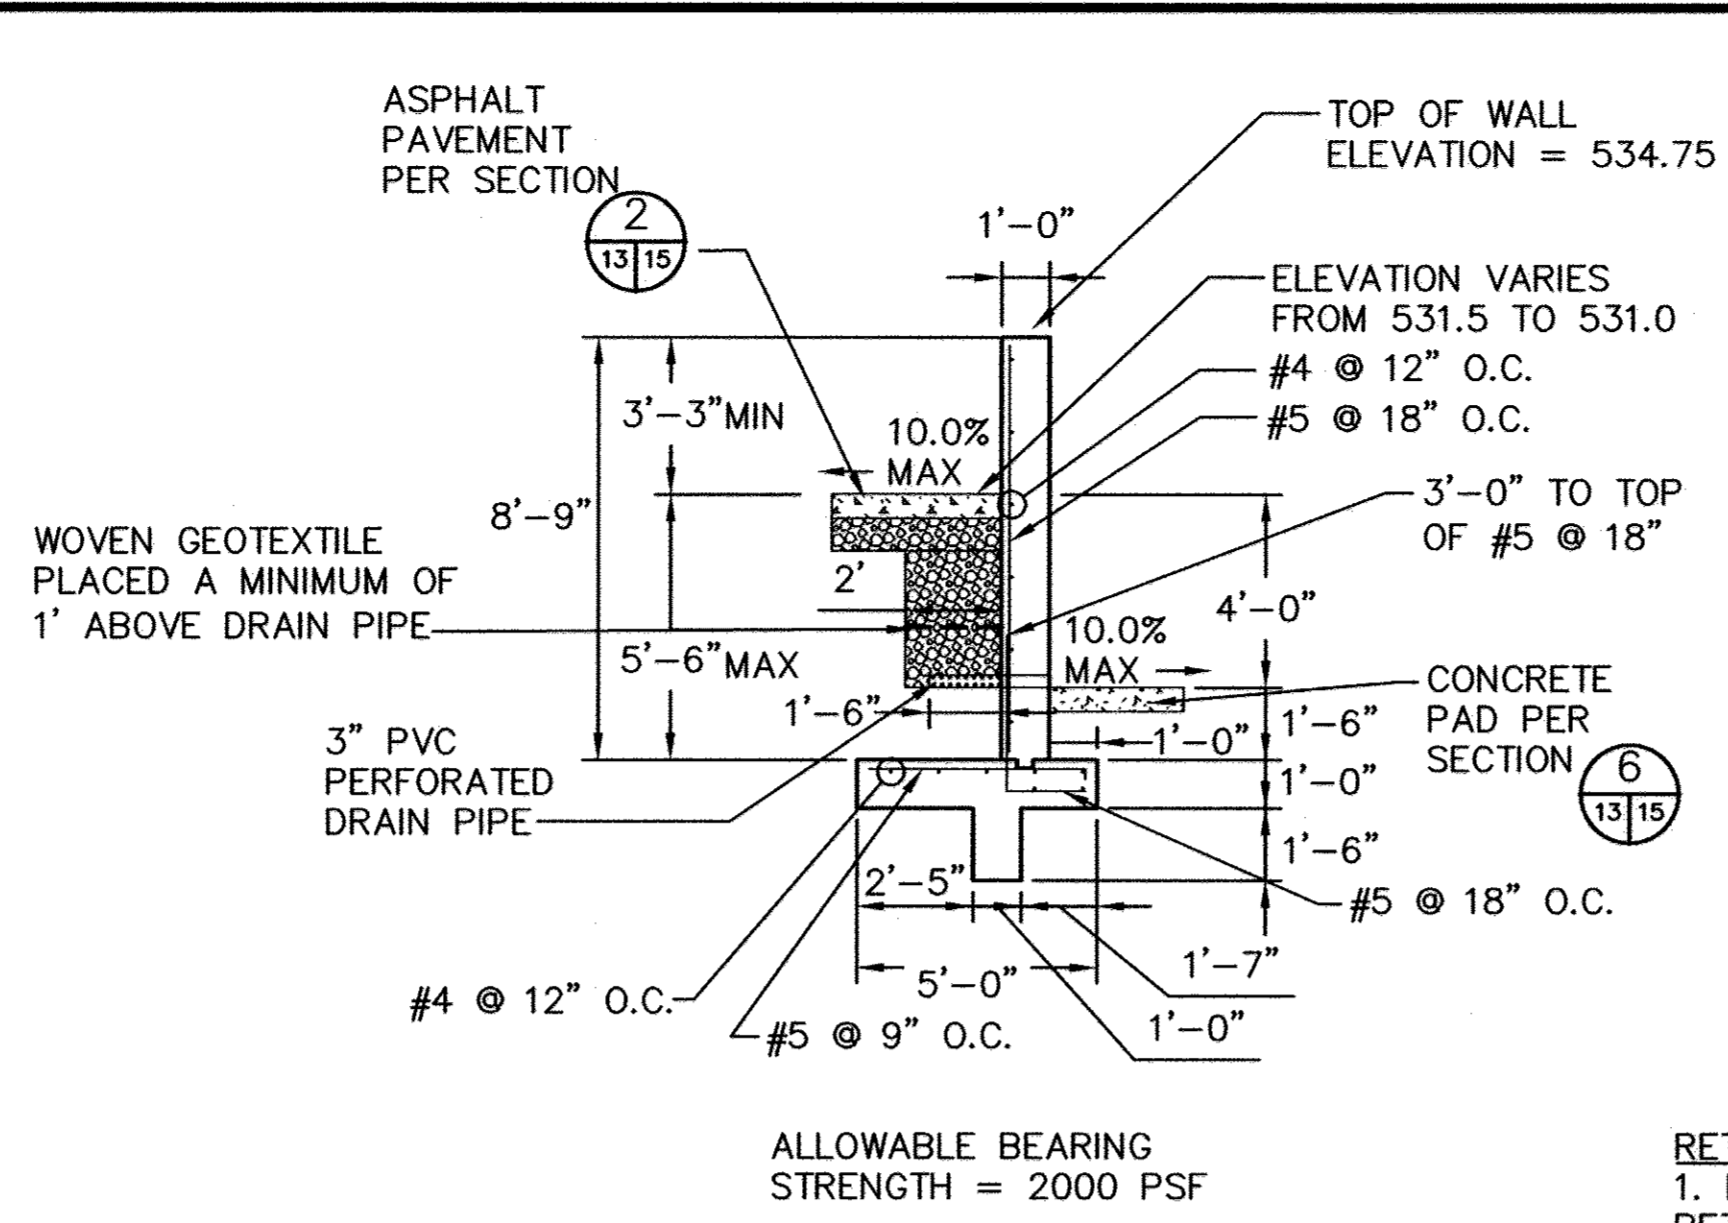 ASPHALT
PAVEMENT
PER SECTION
2
13 15
TOP OF WALL
ELEVATION = 534.75
1'-0"
ELEVATION VARIES
FROM 531.5 TO 531.0
#4 @ 12" O.C.
#5 @ 18" O.C.
3'-3" MIN
10.0%
MAX
8'-9"
3'-0" TO TOP
OF #5 @ 18"
WOVEN GEOTEXTILE
PLACED A MINIMUM OF
1' ABOVE DRAIN PIPE
2'
4'-0"
5'-6" MAX
10.0%
MAX
CONCRETE
PAD PER
SECTION
6
13 15
1'-6"
1'-6"
1'-0"
3" PVC
PERFORATED
DRAIN PIPE
1'-0"
1'-6"
2'-5"
#5 @ 18" O.C.
5'-0"
1'-7"
1'-0"
#4 @ 12" O.C.
#5 @ 9" O.C.
ALLOWABLE BEARING
STRENGTH = 2000 PSF
1.